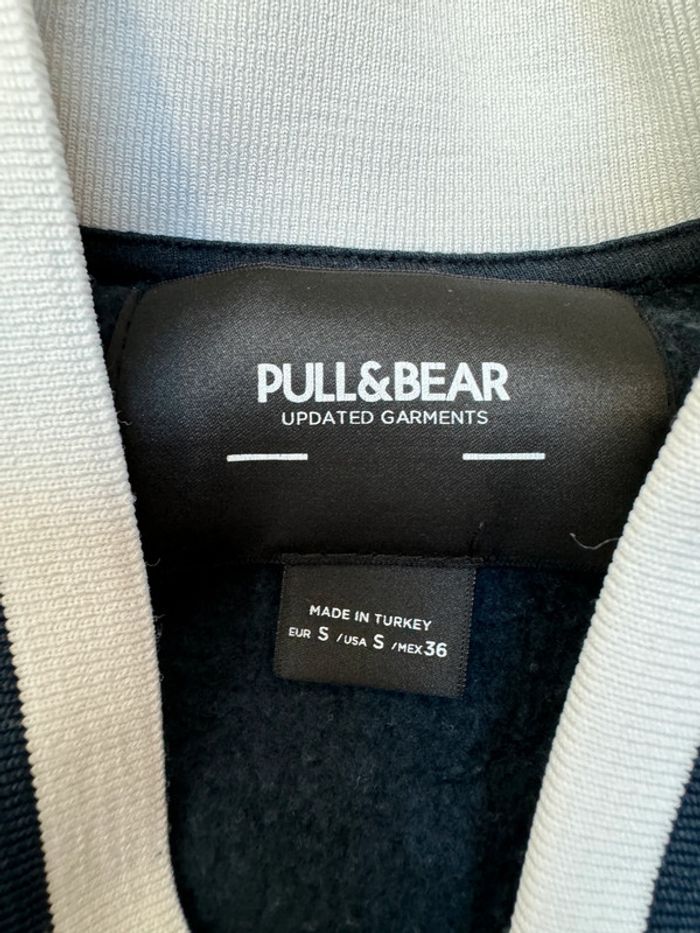 PULL&BEAR
UPDATED GARMENTS
MADE IN TURKEY
EUR S /USA S /MEX 36